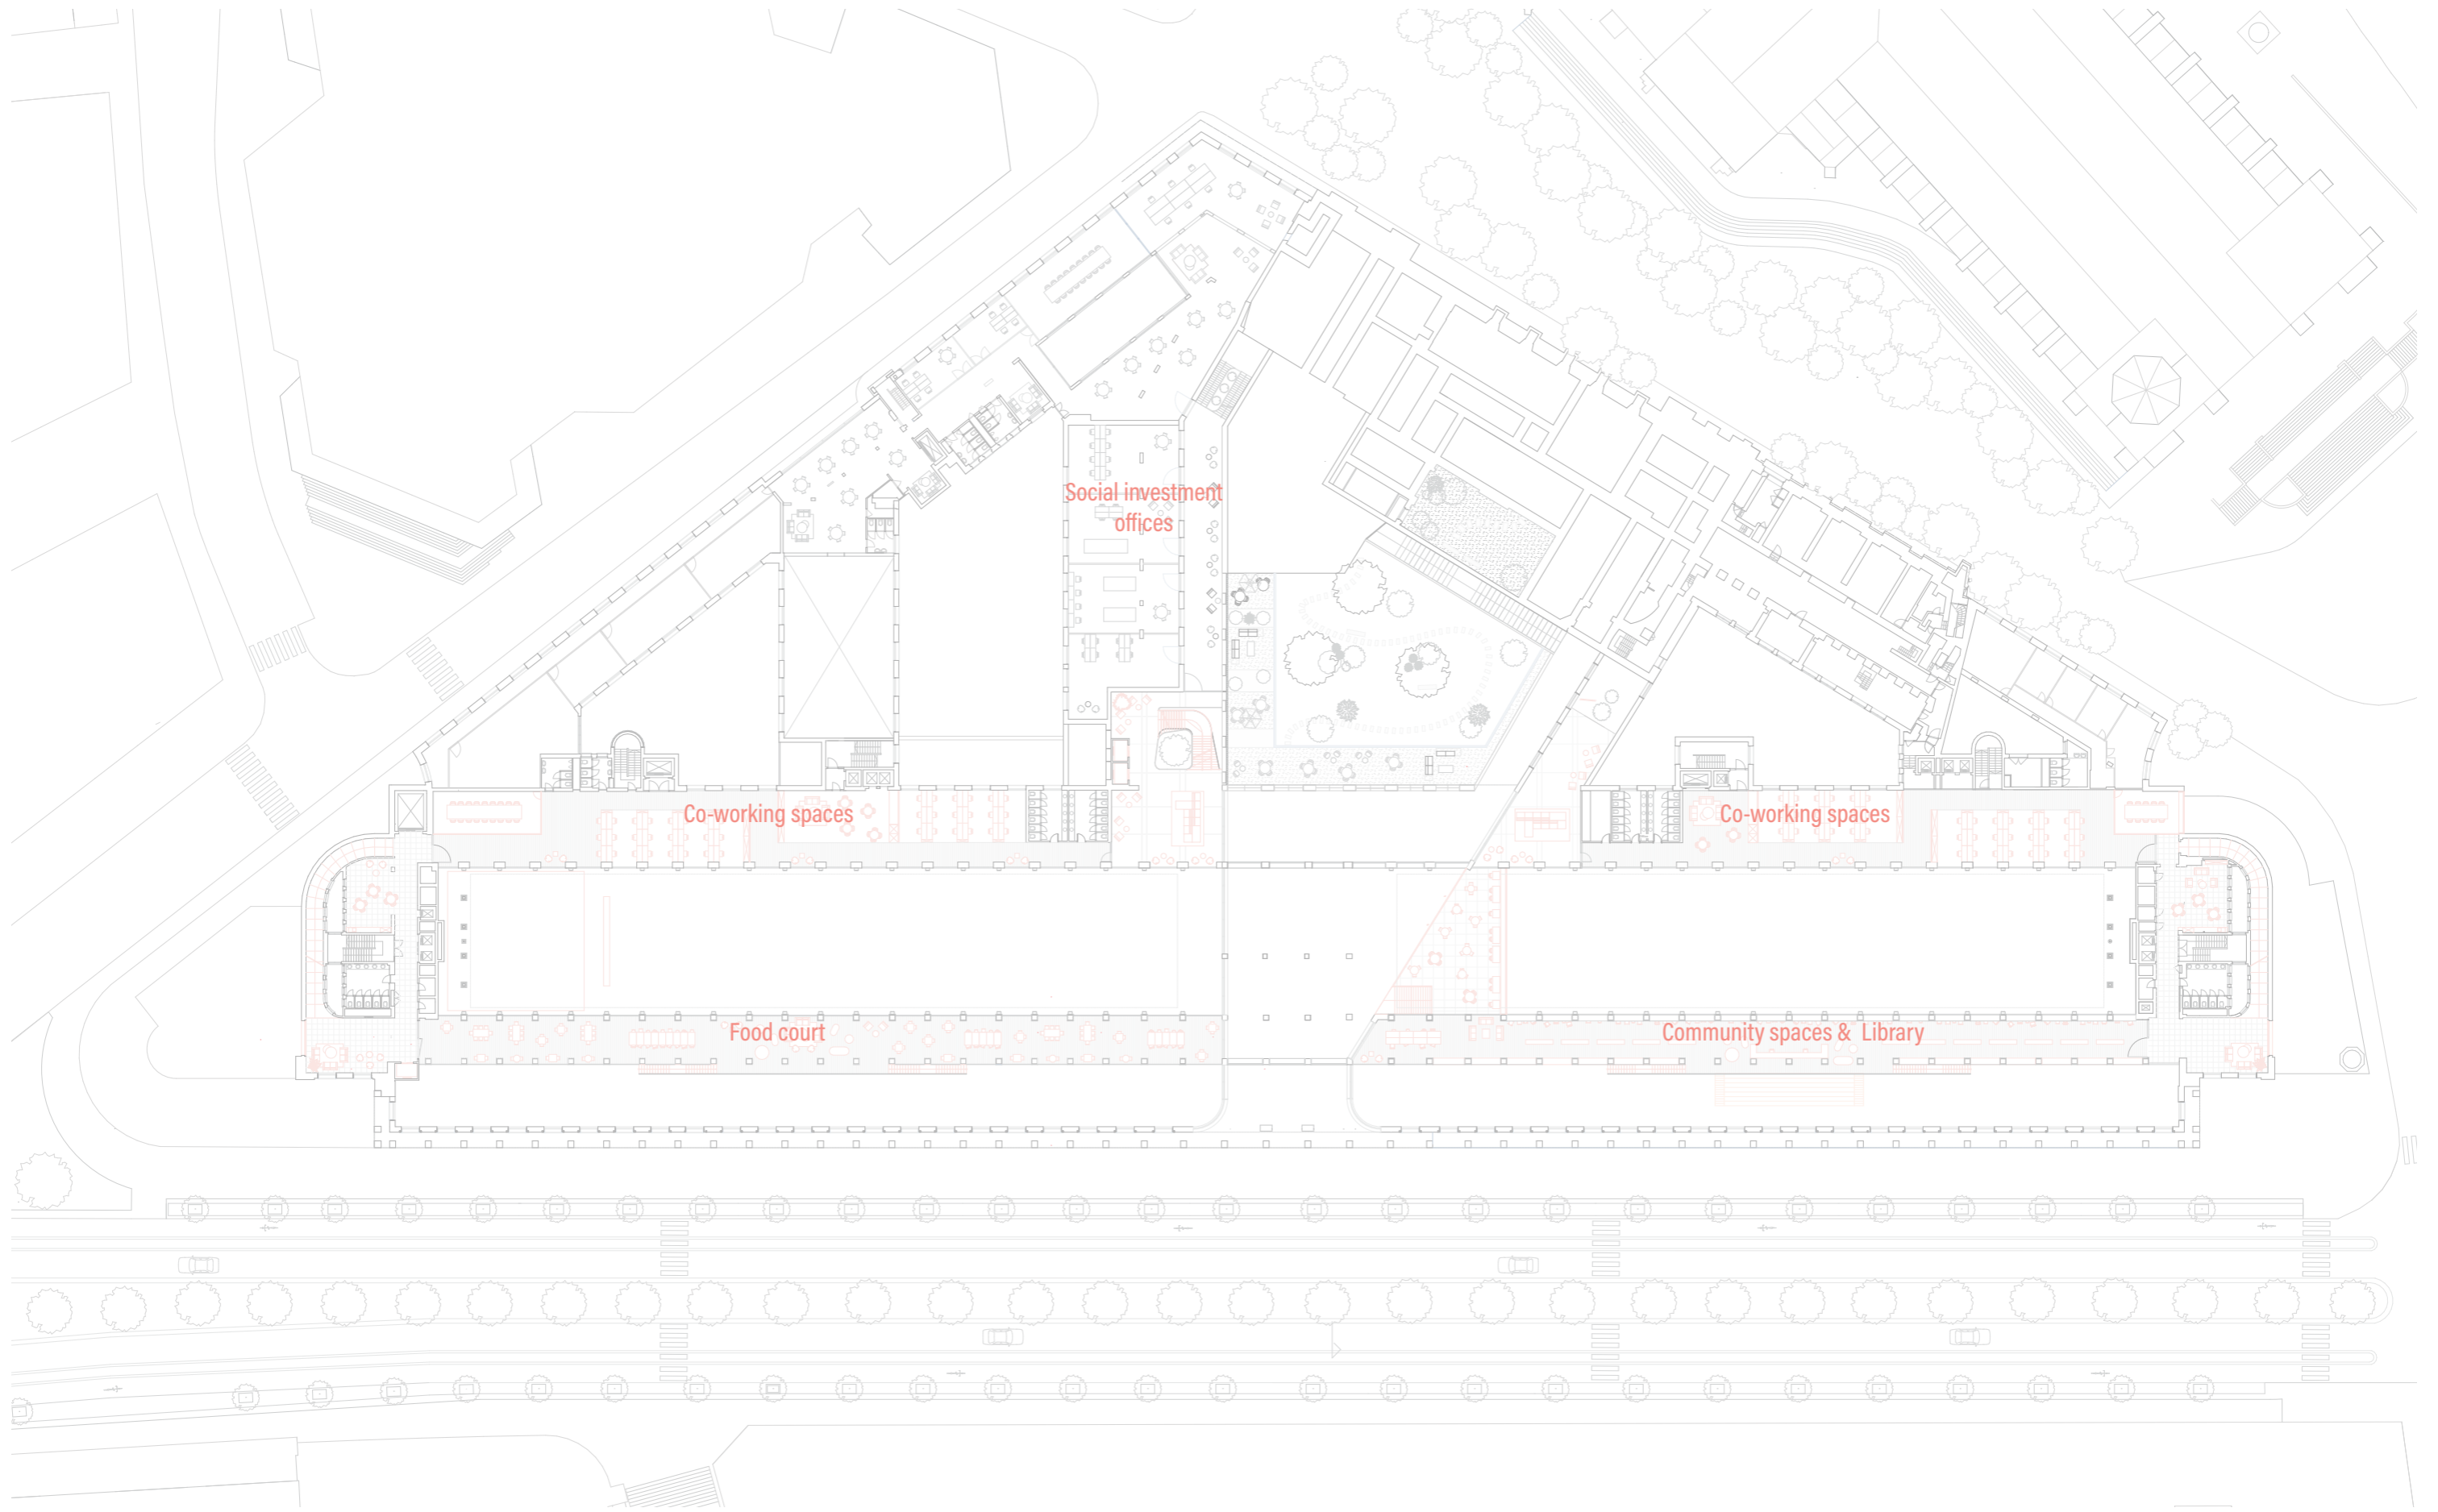 Social investment
offices
Co-working spaces
Co-working spaces
Food court
Community spaces & Library